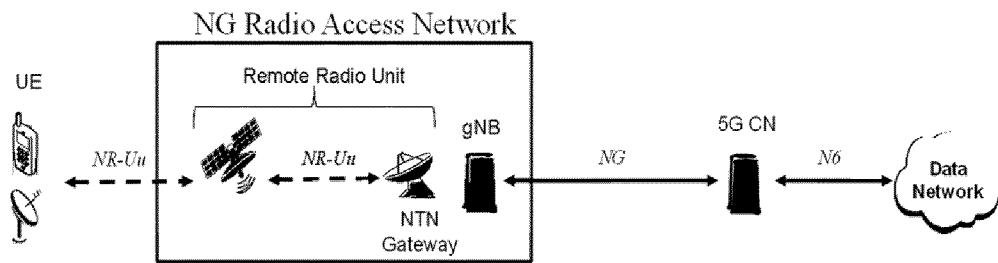 NG Radio Access Network
UE
Remote Radio Unit
gNB
5G CN
NR-Uu
NR-Uu
NG
N6
Data
Network
NTN
Gateway